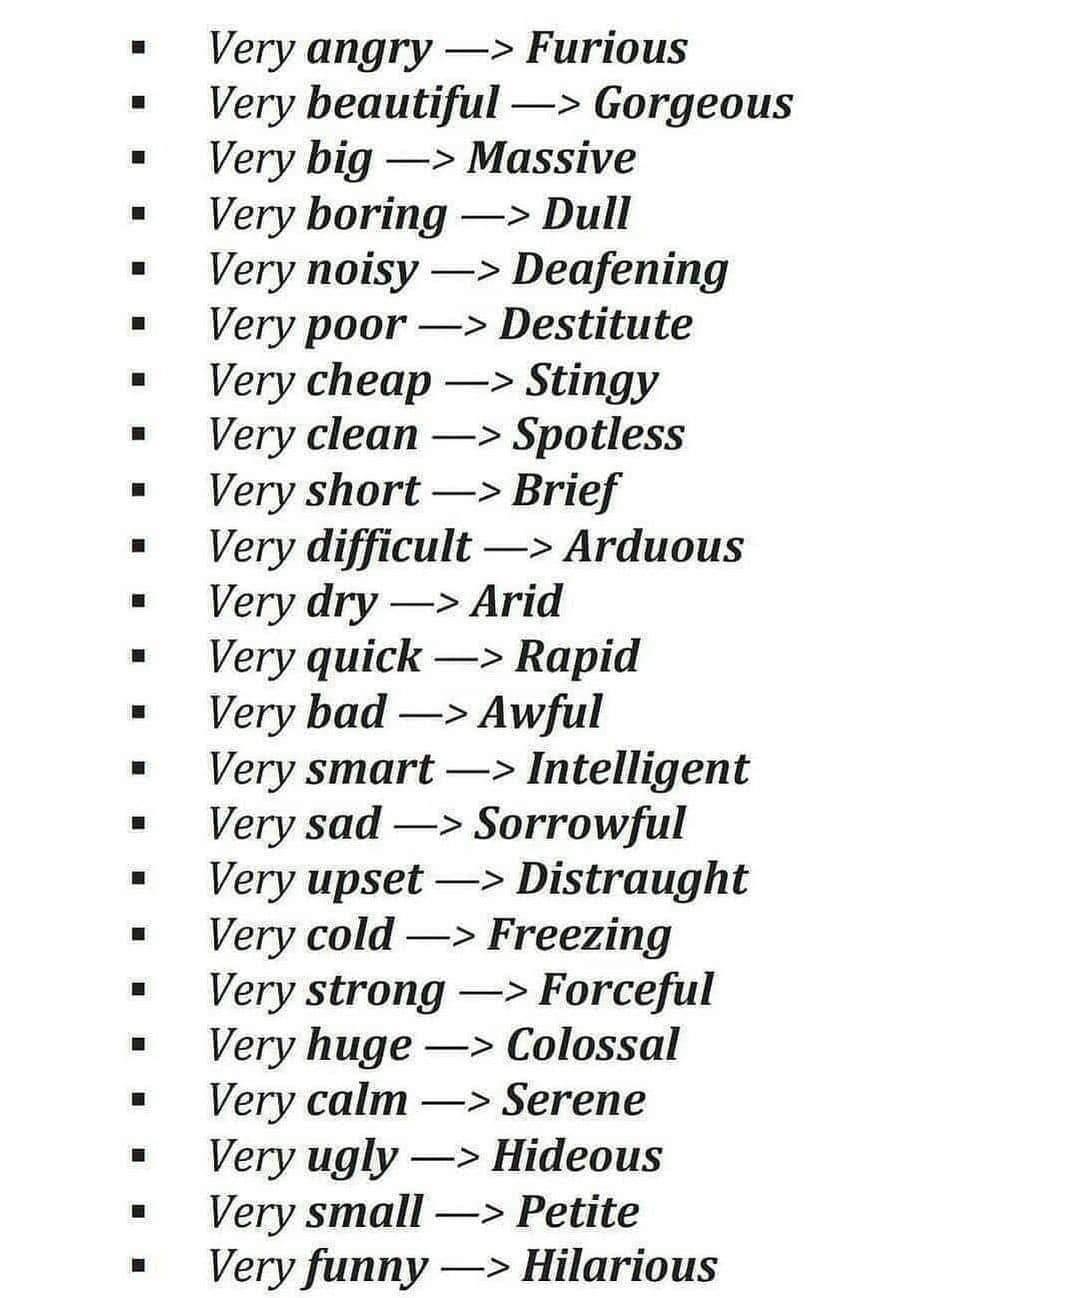 ▪ Very angry —> Furious
▪ Very beautiful —> Gorgeous
▪ Very big —> Massive
▪ Very boring —> Dull
▪ Very noisy —> Deafening
▪ Very poor —> Destitute
▪ Very cheap —> Stingy
▪ Very clean —> Spotless
▪ Very short —> Brief
▪ Very difficult —> Arduous
▪ Very dry —> Arid
▪ Very quick —> Rapid
▪ Very bad —> Awful
▪ Very smart —> Intelligent
▪ Very sad —> Sorrowful
▪ Very upset —> Distraught
▪ Very cold —> Freezing
▪ Very strong —> Forceful
▪ Very huge —> Colossal
▪ Very calm —> Serene
▪ Very ugly —> Hideous
▪ Very small —> Petite
▪ Very funny —> Hilarious